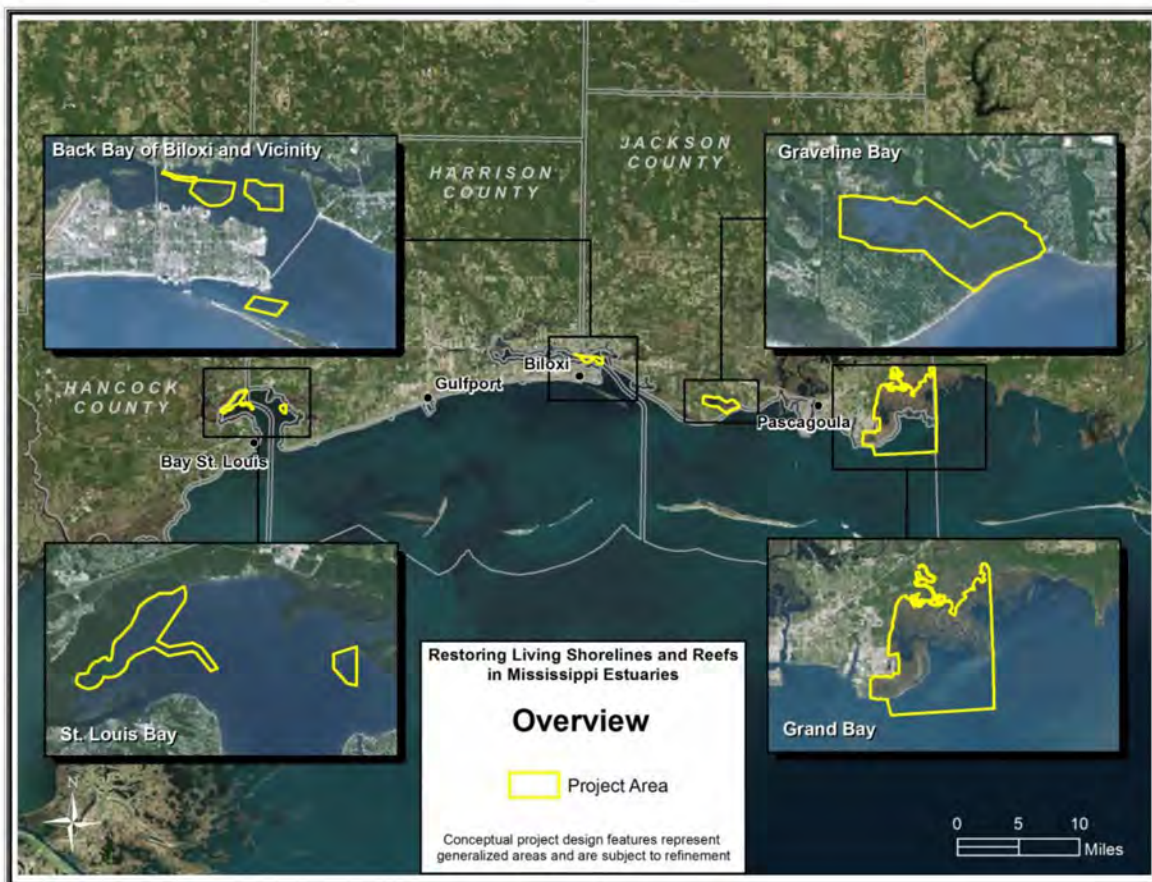 Back Bay of Biloxi and Vicinity
HARRISON
COUNTY
JACKSON
COUNTY
Graveline Bay
HANCOCK
COUNTY
Biloxi
Gulfport
Pascagoula
Bay St. Louis
St. Louis Bay
Restoring Living Shorelines and Reefs
in Mississippi Estuaries
Overview
Project Area
Conceptual project design features represent
generalized areas and are subject to refinement
Grand Bay
N
0 5 10
Miles